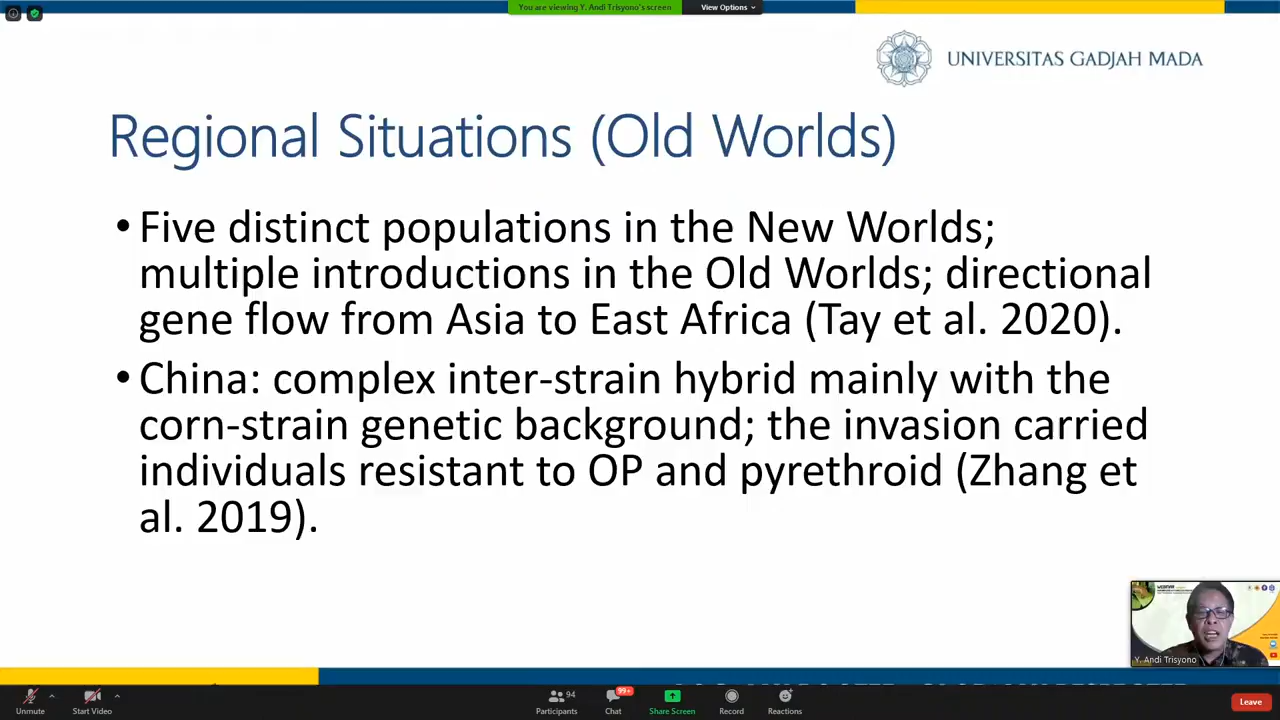 You are viewing Y. Andi Trisyono's screen
View Options
UNIVERSITAS GADJAH MADA
Regional Situations (Old Worlds)
• Five distinct populations in the New Worlds;
multiple introductions in the Old Worlds; directional
gene flow from Asia to East Africa (Tay et al. 2020).
• China: complex inter-strain hybrid mainly with the
corn-strain genetic background; the invasion carried
individuals resistant to OP and pyrethroid (Zhang et
al. 2019).
Y. Andi Trisyono
Unmute
Start Video
94
Participants
99+
Chat
Share Screen
Record
Reactions
Leave